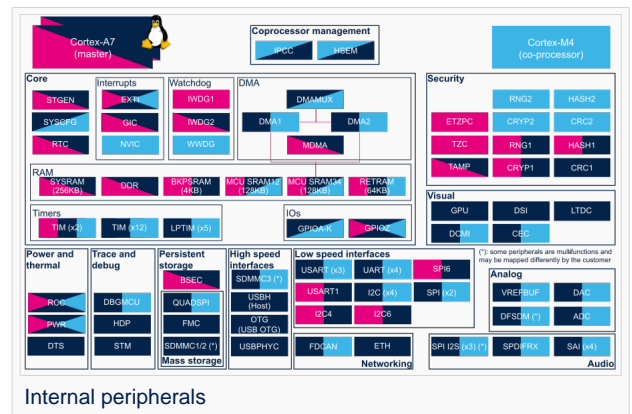 Cortex-A7
(master)
Coprocessor management
IPCC
HSEM
Cortex-M4
(co-processor)
Core
STGEN
SYSCFG
RTC
Interrupts
EXTI
GIC
NVIC
Watchdog
IWDG1
IWDG2
WWDG
DMA
DMAMUX
DMA1
DMA2
MDMA
Security
RNG2
HASH2
ETZPC
CRYP2
CRC2
TZC
RNG1
HASH1
TAMP
CRYP1
CRC1
RAM
SYSRAM
(256KB)
DDR
BKPSRAM
(4KB)
MCU SRAM12
(128KB)
MCU SRAM34
(128KB)
RETRAM
(64KB)
Timers
TIM (x2)
TIM (x12)
LPTIM (x5)
IOs
GPIOA-K
GPIOZ
Visual
GPU
DSI
LTDC
DCMI
CEC
(*): some peripherals are multifunctions and
may be mapped differently by the customer
Power and
thermal
RCC
PWR
DTS
Trace and
debug
DBGMCU
HDP
STM
Persistent
storage
BSEC
QUADSPI
FMC
SDMMC1/2 (*)
Mass storage
High speed
interfaces
SDMMC3 (*)
USBH
(Host)
OTG
(USB OTG)
USBPHYC
Low speed interfaces
USART (x3)
UART (x4)
SPI6
USART1
I2C (x4)
SPI (x2)
I2C4
I2C6
FDCAN
ETH
Networking
Analog
VREFBUF
DAC
DFSDM (*)
ADC
SPI I2S (x3) (*)
SPDIFRX
SAI (x4)
Audio
Internal peripherals